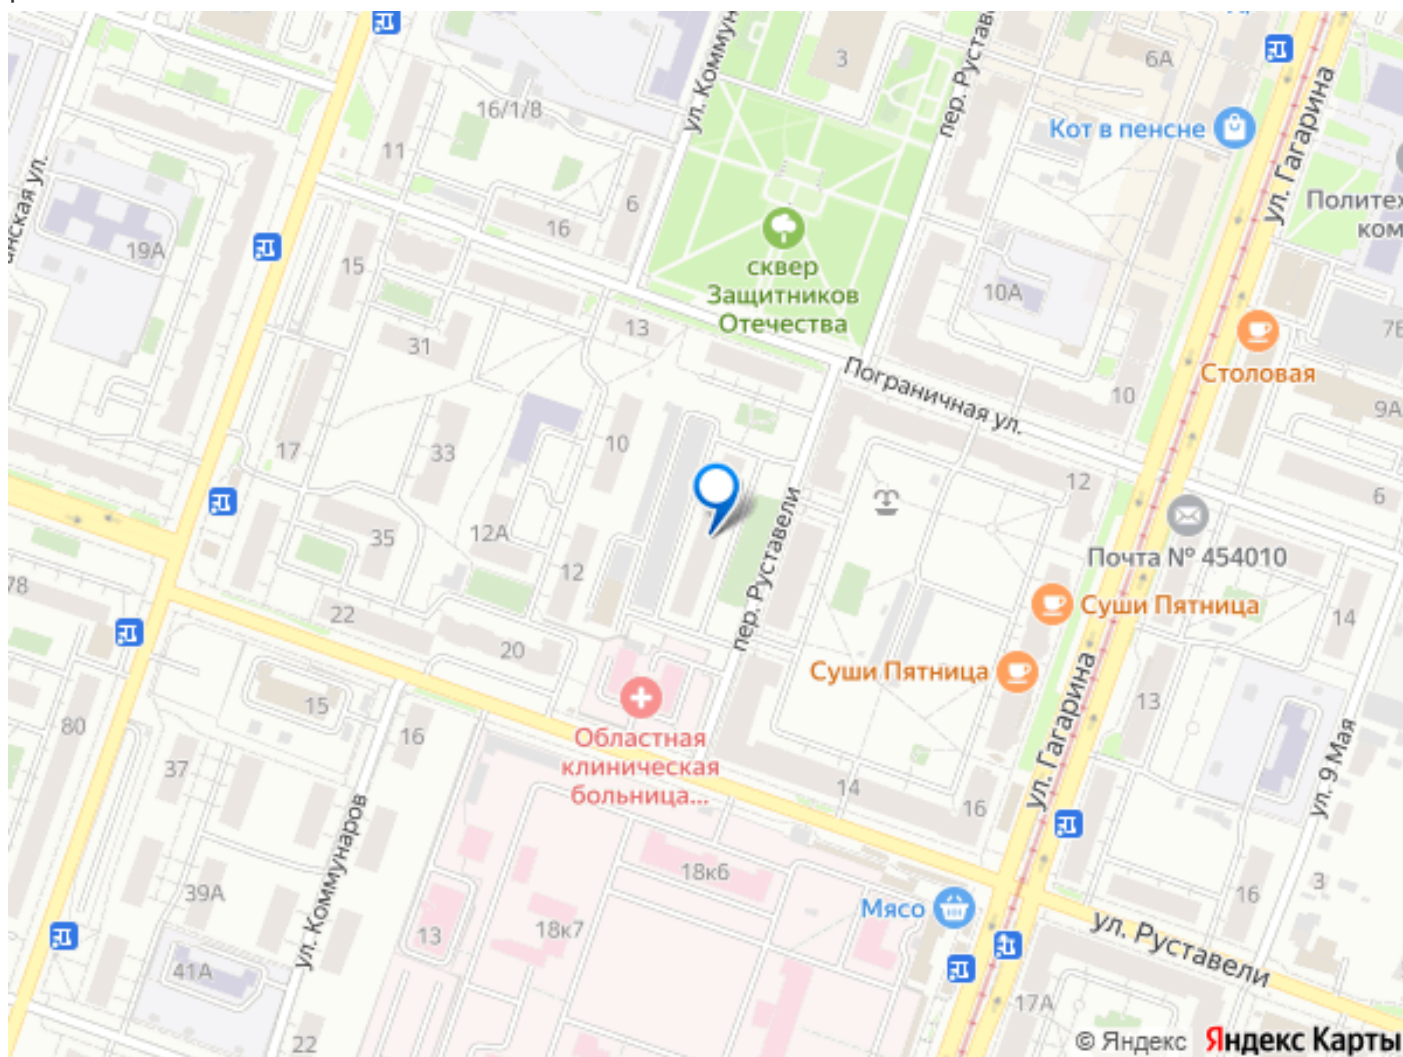 ул. Коммун
пер. Рустав
3
6А
16/1/8
Кот в пенсне
ул. Гагарина
11
нская ул.
6
16
Политех
ком
19А
15
сквер
Защитников
Отечества
10А
13
7Б
31
Столовая
Пограничная ул.
10
9А
17
33
10
12
6
12А
35
Почта № 454010
пер. Руставели
12
78
22
Суши Пятница
14
20
Суши Пятница
15
13
80
16
Областная
клиническая
больница...
ул. Гагарина
37
14
16
ул. 9 Мая
ул. Коммунаров
18к6
39А
3
16
Мясо
13
18к7
ул. Руставели
41А
17А
22
© Яндекс Яндекс Карты